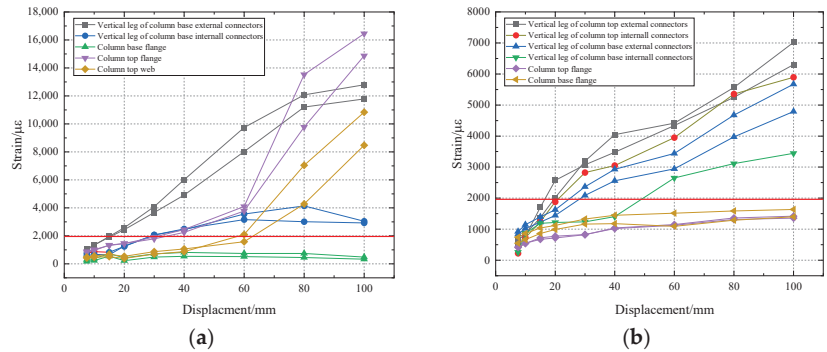 18,000
16,000
14,000
12,000
10,000
8,000
6,000
4,000
2,000
0
Strain/με
Vertical leg of column base external connectors
Vertical leg of column base internall connectors
Column base flange
Column top flange
Column top web
0 20 40 60 80 100
Displacment/mm
(a)
7000
6000
5000
4000
3000
2000
1000
0
Strain/με
Vertical leg of column top external connectors
Vertical leg of column top internall connectors
Vertical leg of column base external connectors
Vertical leg of column base internall connectors
Column top flange
Column base flange
0 20 40 60 80 100
Displacement/mm
(b)